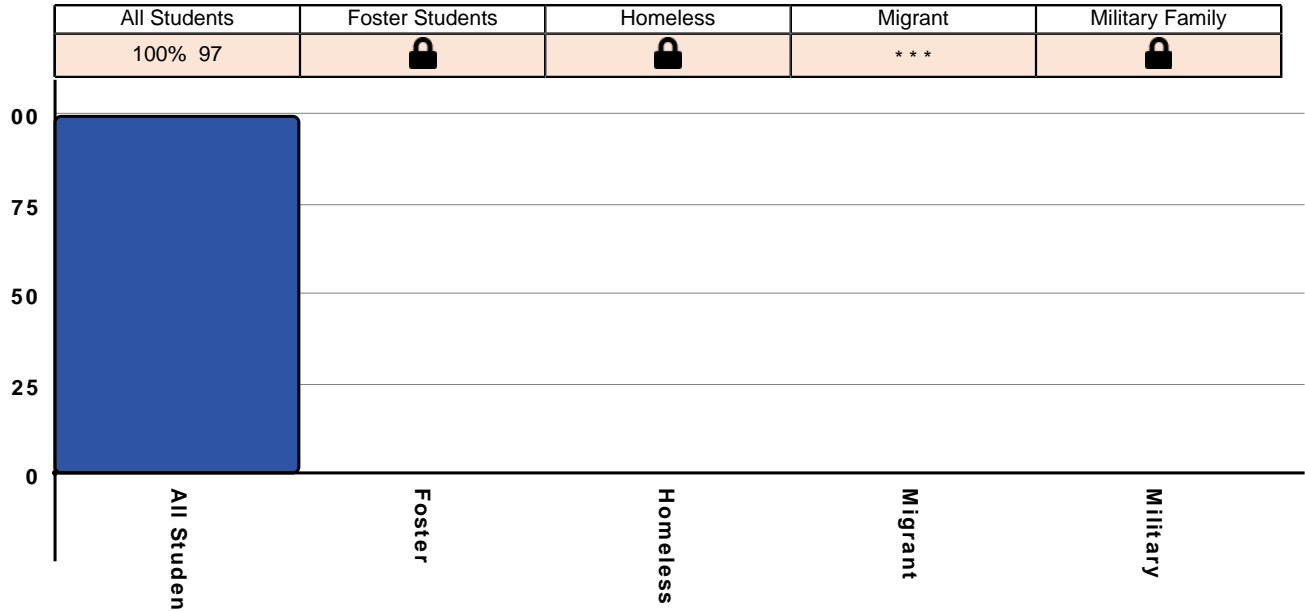 All Students Foster Students Homeless Migrant Military Family
100% 97 * * *
00
75
50
25
0
All Studen
Foster
Homeless
Migrant
Military